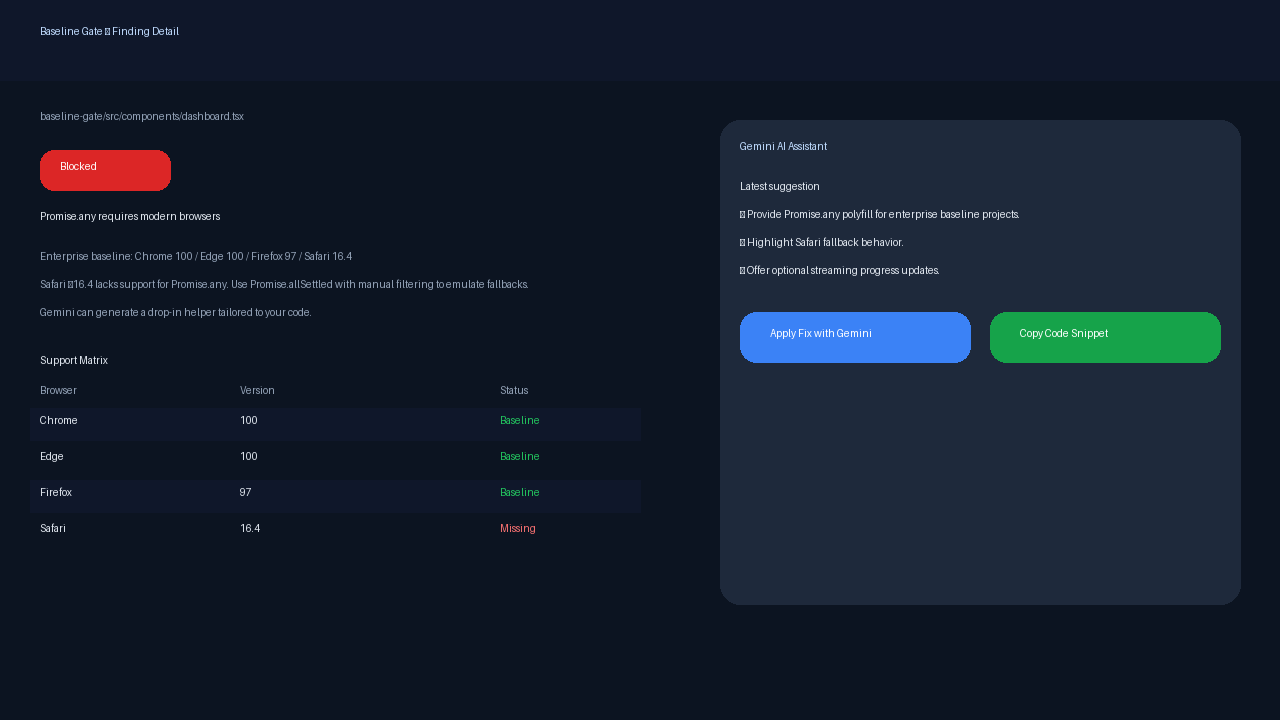 Baseline Gate ▯ Finding Detail
baseline-gate/src/components/dashboard.tsx
Blocked
Promise.any requires modern browsers
Enterprise baseline: Chrome 100 / Edge 100 / Firefox 97 / Safari 16.4
Safari ▯16.4 lacks support for Promise.any. Use Promise.allSettled with manual filtering to emulate fallbacks.
Gemini can generate a drop-in helper tailored to your code.
Support Matrix
Browser Version Status
Chrome 100 Baseline
Edge 100 Baseline
Firefox 97 Baseline
Safari 16.4 Missing
Gemini AI Assistant
Latest suggestion
▯ Provide Promise.any polyfill for enterprise baseline projects.
▯ Highlight Safari fallback behavior.
▯ Offer optional streaming progress updates.
Apply Fix with Gemini
Copy Code Snippet